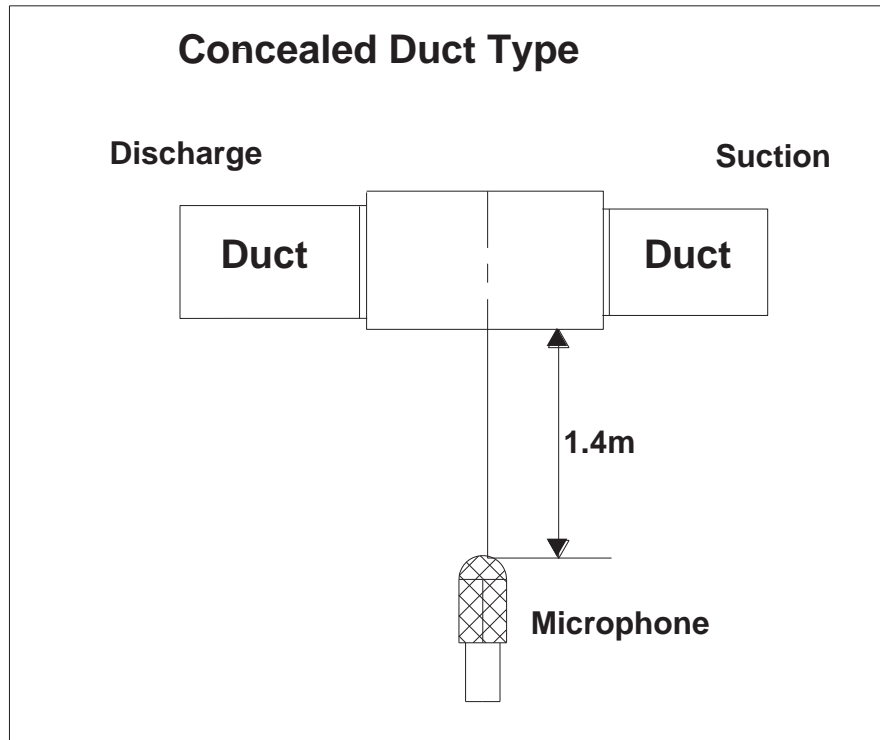 Concealed Duct Type
Discharge
Suction
Duct
Duct
1.4m
Microphone